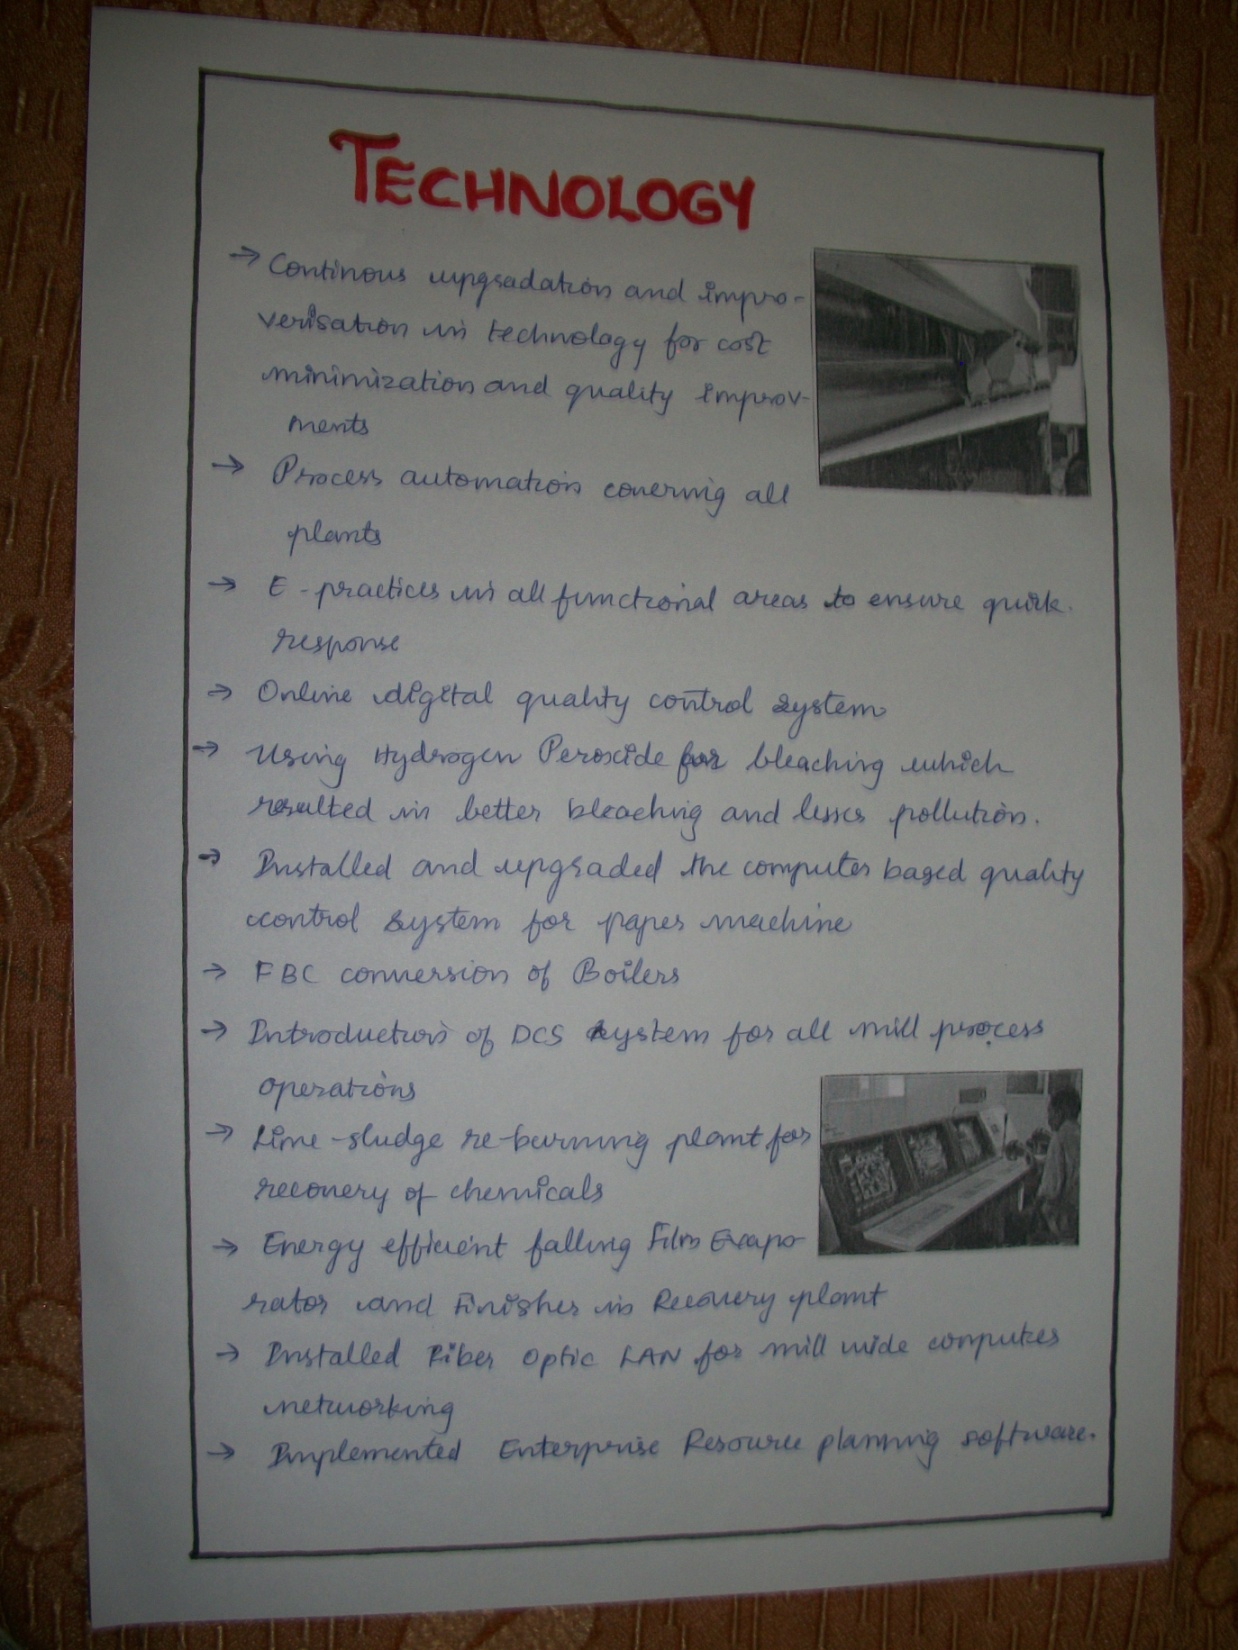 TECHNOLOGY
→ Continous upgradation and impro-
verisation in technology for cost
minimization and quality improv-
ments
→ Process automation covering all
plants
→ E-practices in all functional areas to ensure quick
response
→ Online digital quality control system
→ Using Hydrogen Peroxide for bleaching which
resulted in better bleaching and lesser pollution.
→ Installed and upgraded the computer based quality
control system for paper machine
→ FBC conversion of Boilers
→ Introduction of DCS system for all mill process
operations
→ Lime-sludge re-burning plant for
recovery of chemicals
→ Energy efficient falling Film Evapo-
rator and Finisher in Recovery plant
→ Installed Fiber Optic LAN for mill wide computer
networking
→ Implemented Enterprise Resource planning software.